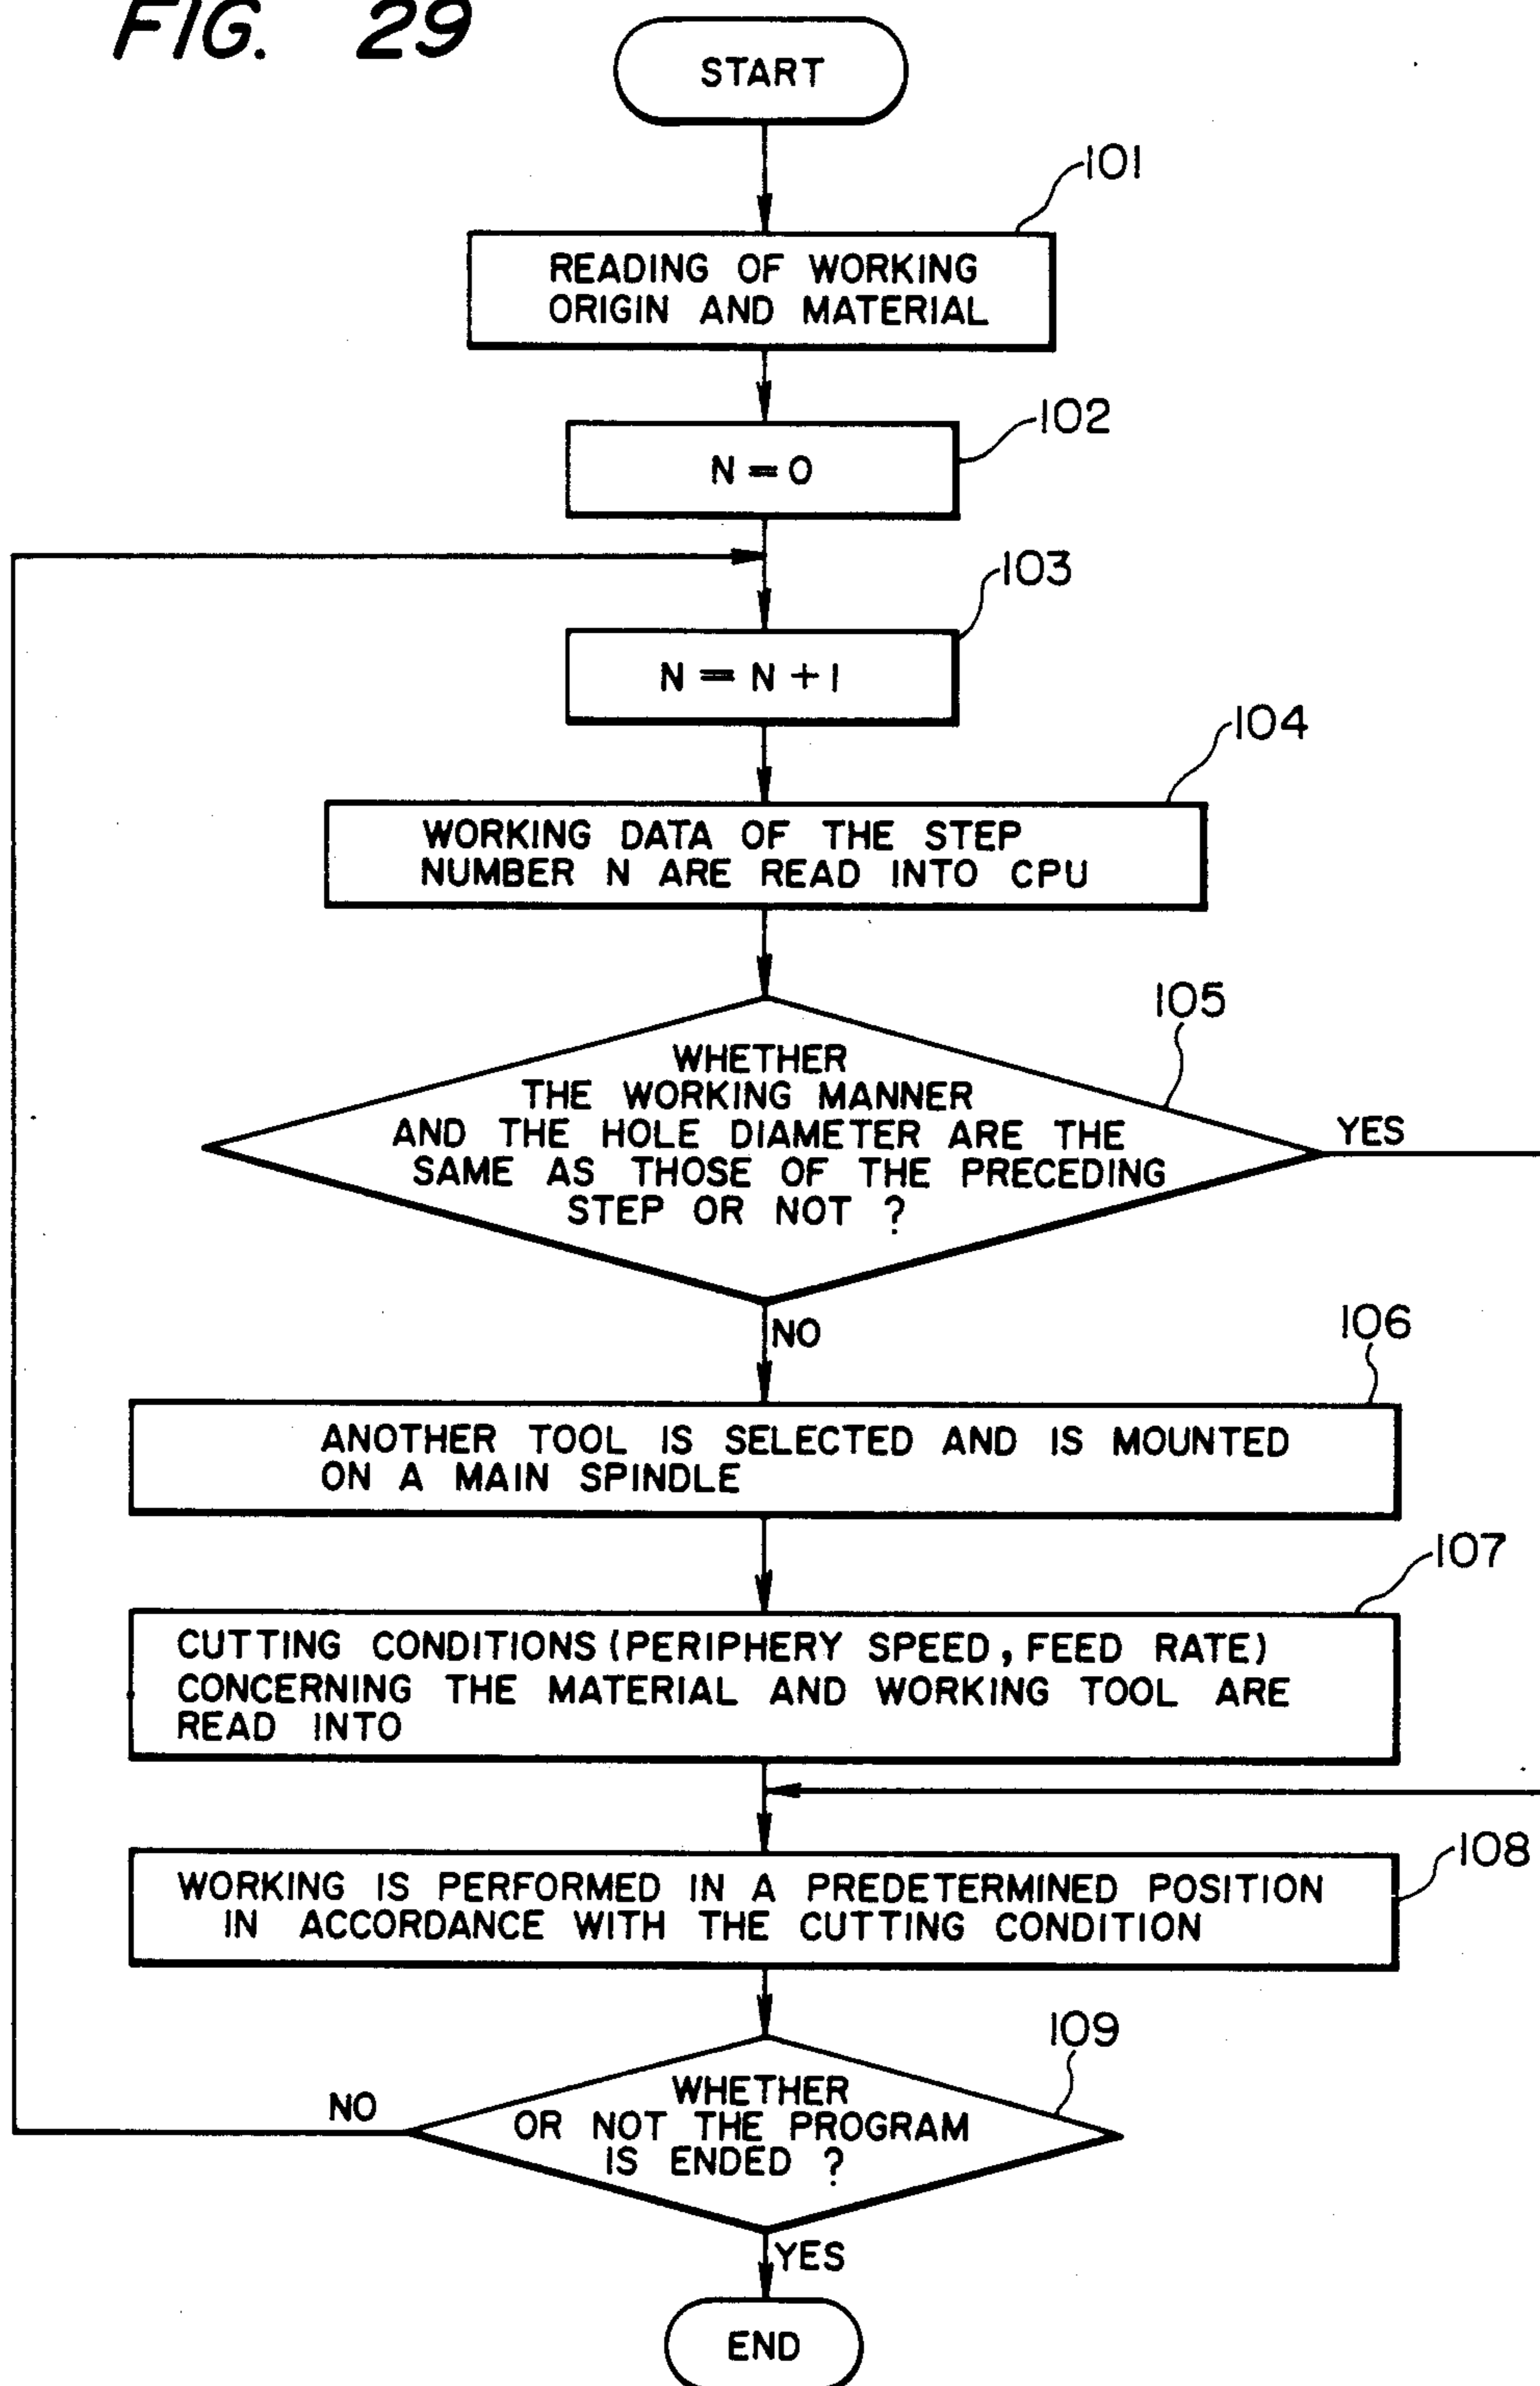 FIG. 29
START
101
READING OF WORKING
ORIGIN AND MATERIAL
102
N = 0
103
N = N + 1
104
WORKING DATA OF THE STEP
NUMBER N ARE READ INTO CPU
105
WHETHER
THE WORKING MANNER
AND THE HOLE DIAMETER ARE THE
SAME AS THOSE OF THE PRECEDING
STEP OR NOT ?
YES
NO
106
ANOTHER TOOL IS SELECTED AND IS MOUNTED
ON A MAIN SPINDLE
107
CUTTING CONDITIONS (PERIPHERY SPEED, FEED RATE)
CONCERNING THE MATERIAL AND WORKING TOOL ARE
READ INTO
108
WORKING IS PERFORMED IN A PREDETERMINED POSITION
IN ACCORDANCE WITH THE CUTTING CONDITION
109
WHETHER
OR NOT THE PROGRAM
IS ENDED ?
NO
YES
END